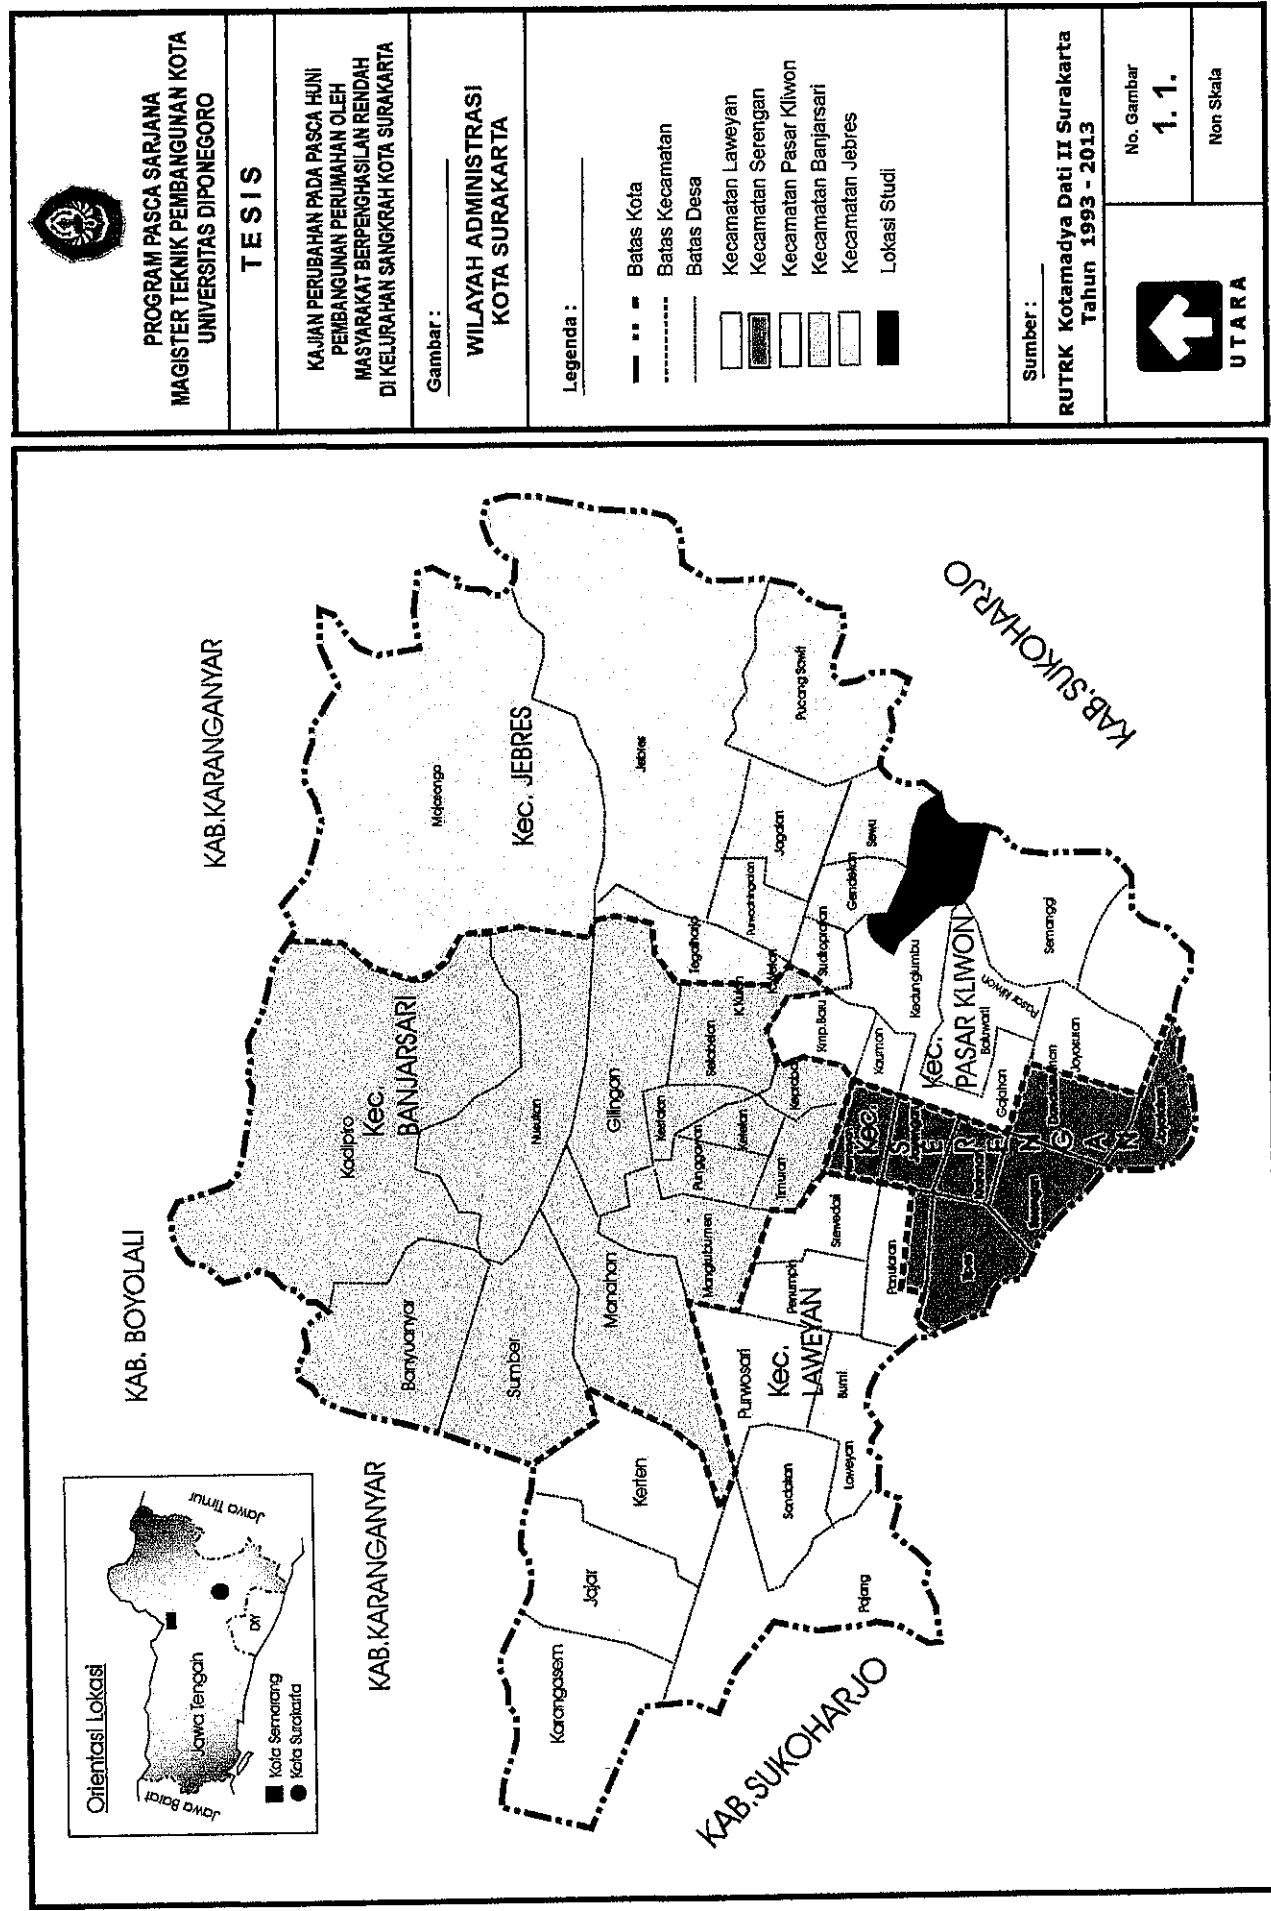 PROGRAM PASCA SARJANA
MAGISTER TEKNIK PEMBANGUNAN KOTA
UNIVERSITAS DIPONEGORO
TESIS
KAJIAN PERUBAHAN PADA PASCA HUNI
PEMBANGUNAN PERUMAHAN OLEH
MASYARAKAT BERPENGHASILAN RENDAH
DI KELURAHAN SANGKRAH KOTA SURAKARTA
Gambar :
WILAYAH ADMINISTRASI
KOTA SURAKARTA
Legenda :
Batas Kota
Batas Kecamatan
Batas Desa
Kecamatan Laweyan
Kecamatan Serengan
Kecamatan Pasar Kliwon
Kecamatan Banjarsari
Kecamatan Jebres
Lokasi Studi
Sumber :
RUTRK Kotamadya Dati II Surakarta
Tahun 1993 - 2013
UTARA
No. Gambar
1. 1.
Non Skala
Orientasi Lokasi
Jawa Barat
Jawa Tengah
Jawa Timur
DIY
Kota Semarang
Kota Surakarta
KAB. BOYOLALI
KAB.KARANGANYAR
KAB.KARANGANYAR
KAB.SUKOHARJO
KAB.SUKOHARJO
Kec. JEBRES
Mojosongo
Jebres
Pucang Sawit
Jagalan
Purwodiningratan
Tegalharjo
Sewu
Gandekan
Sudiroprajan
Kec.
BANJARSARI
Kadipiro
Nusukan
Gilingan
Banyuanyar
Sumber
Manahan
Mangkubumen
Setabelan
Kestalan
Punggawan
Ketelan
Timuran
Keprabon
Kec.
LAWEYAN
Kerten
Jajar
Karangasem
Pajang
Sondakan
Laweyan
Purwosari
Bumi
Penumping
Sriwedari
Panularan
Kec.
PASAR KLIWON
Kmp. Baru
Kauman
Kedunglumbu
Baluwarti
Gajahan
Pasar Kliwon
Semanggi
Joyosuran
Kec.
SERENGAN
Tipes